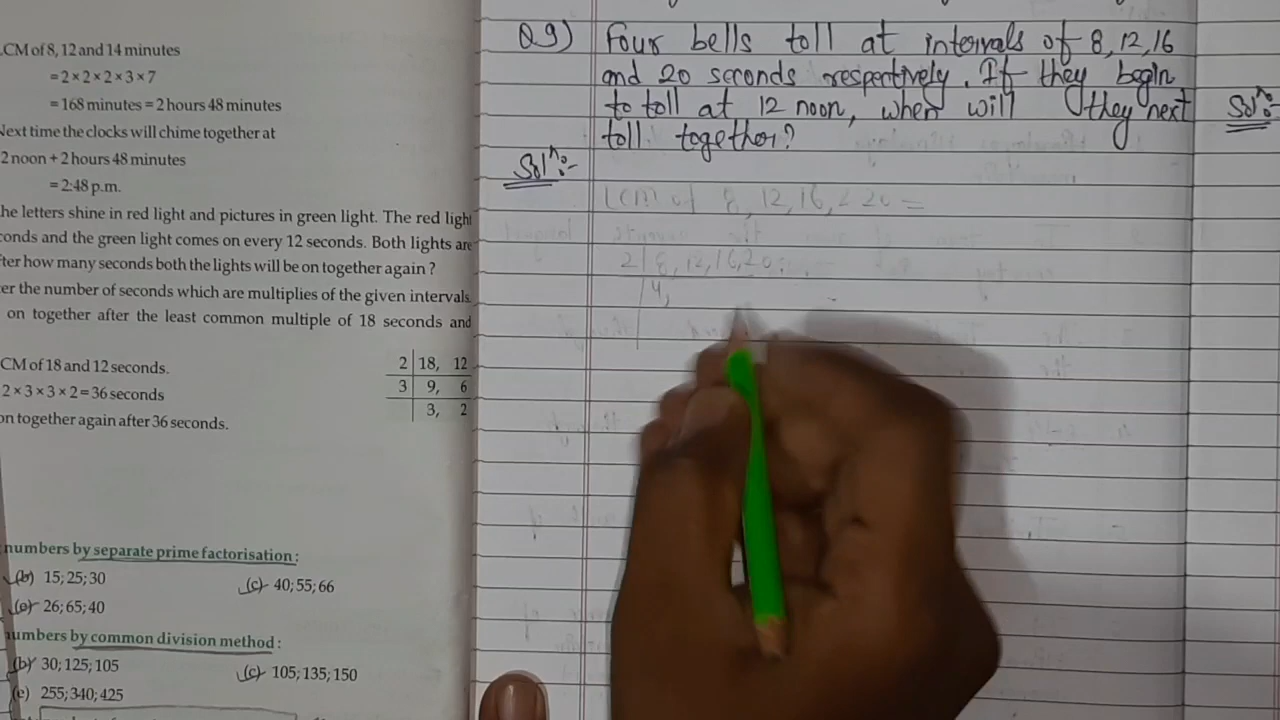 .CM of 8, 12 and 14 minutes
= 2 × 2 × 2 × 3 × 7
= 168 minutes = 2 hours 48 minutes
Next time the clocks will chime together at
2 noon + 2 hours 48 minutes
= 2:48 p.m.
he letters shine in red light and pictures in green light. The red light
conds and the green light comes on every 12 seconds. Both lights are
fter how many seconds both the lights will be on together again ?
er the number of seconds which are multiplies of the given intervals
on together after the least common multiple of 18 seconds and
CM of 18 and 12 seconds.
2 × 3 × 3 × 2 = 36 seconds
on together again after 36 seconds.
2 18, 12
3 9, 6
3, 2
numbers by separate prime factorisation :
(b) 15; 25; 30
(c) 40; 55; 66
(e) 26; 65; 40
numbers by common division method :
(b) 30; 125; 105
(c) 105; 135; 150
(e) 255; 340; 425
Q9) Four bells toll at intervals of 8, 12, 16
and 20 seconds respectively. If they begin
to toll at 12 noon, when will they next
toll together?
Solⁿ:-
LCM of 8, 12, 16, & 20 =
2 8, 12, 16, 20
4,
Solⁿ:-